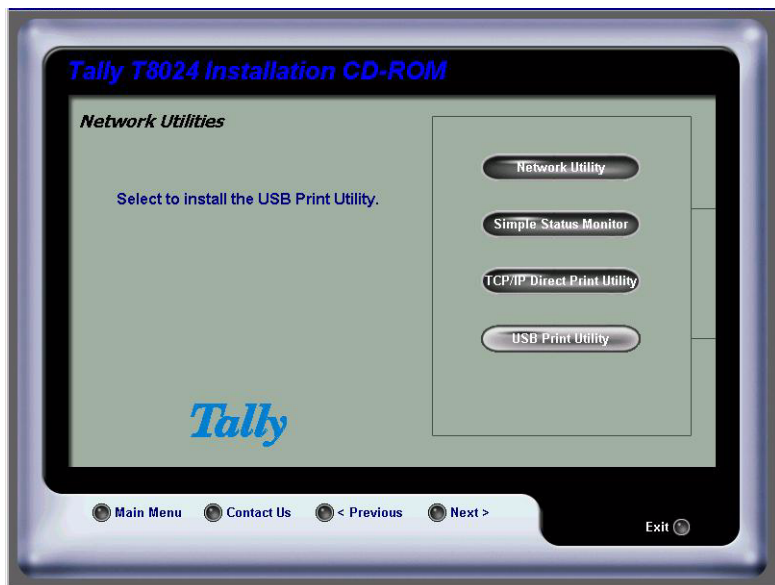 Tally T8024 Installation CD-ROM
Network Utilities
Select to install the USB Print Utility.
Network Utility
Simple Status Monitor
TCP/IP Direct Print Utility
USB Print Utility
Tally
Main Menu Contact Us < Previous Next >
Exit